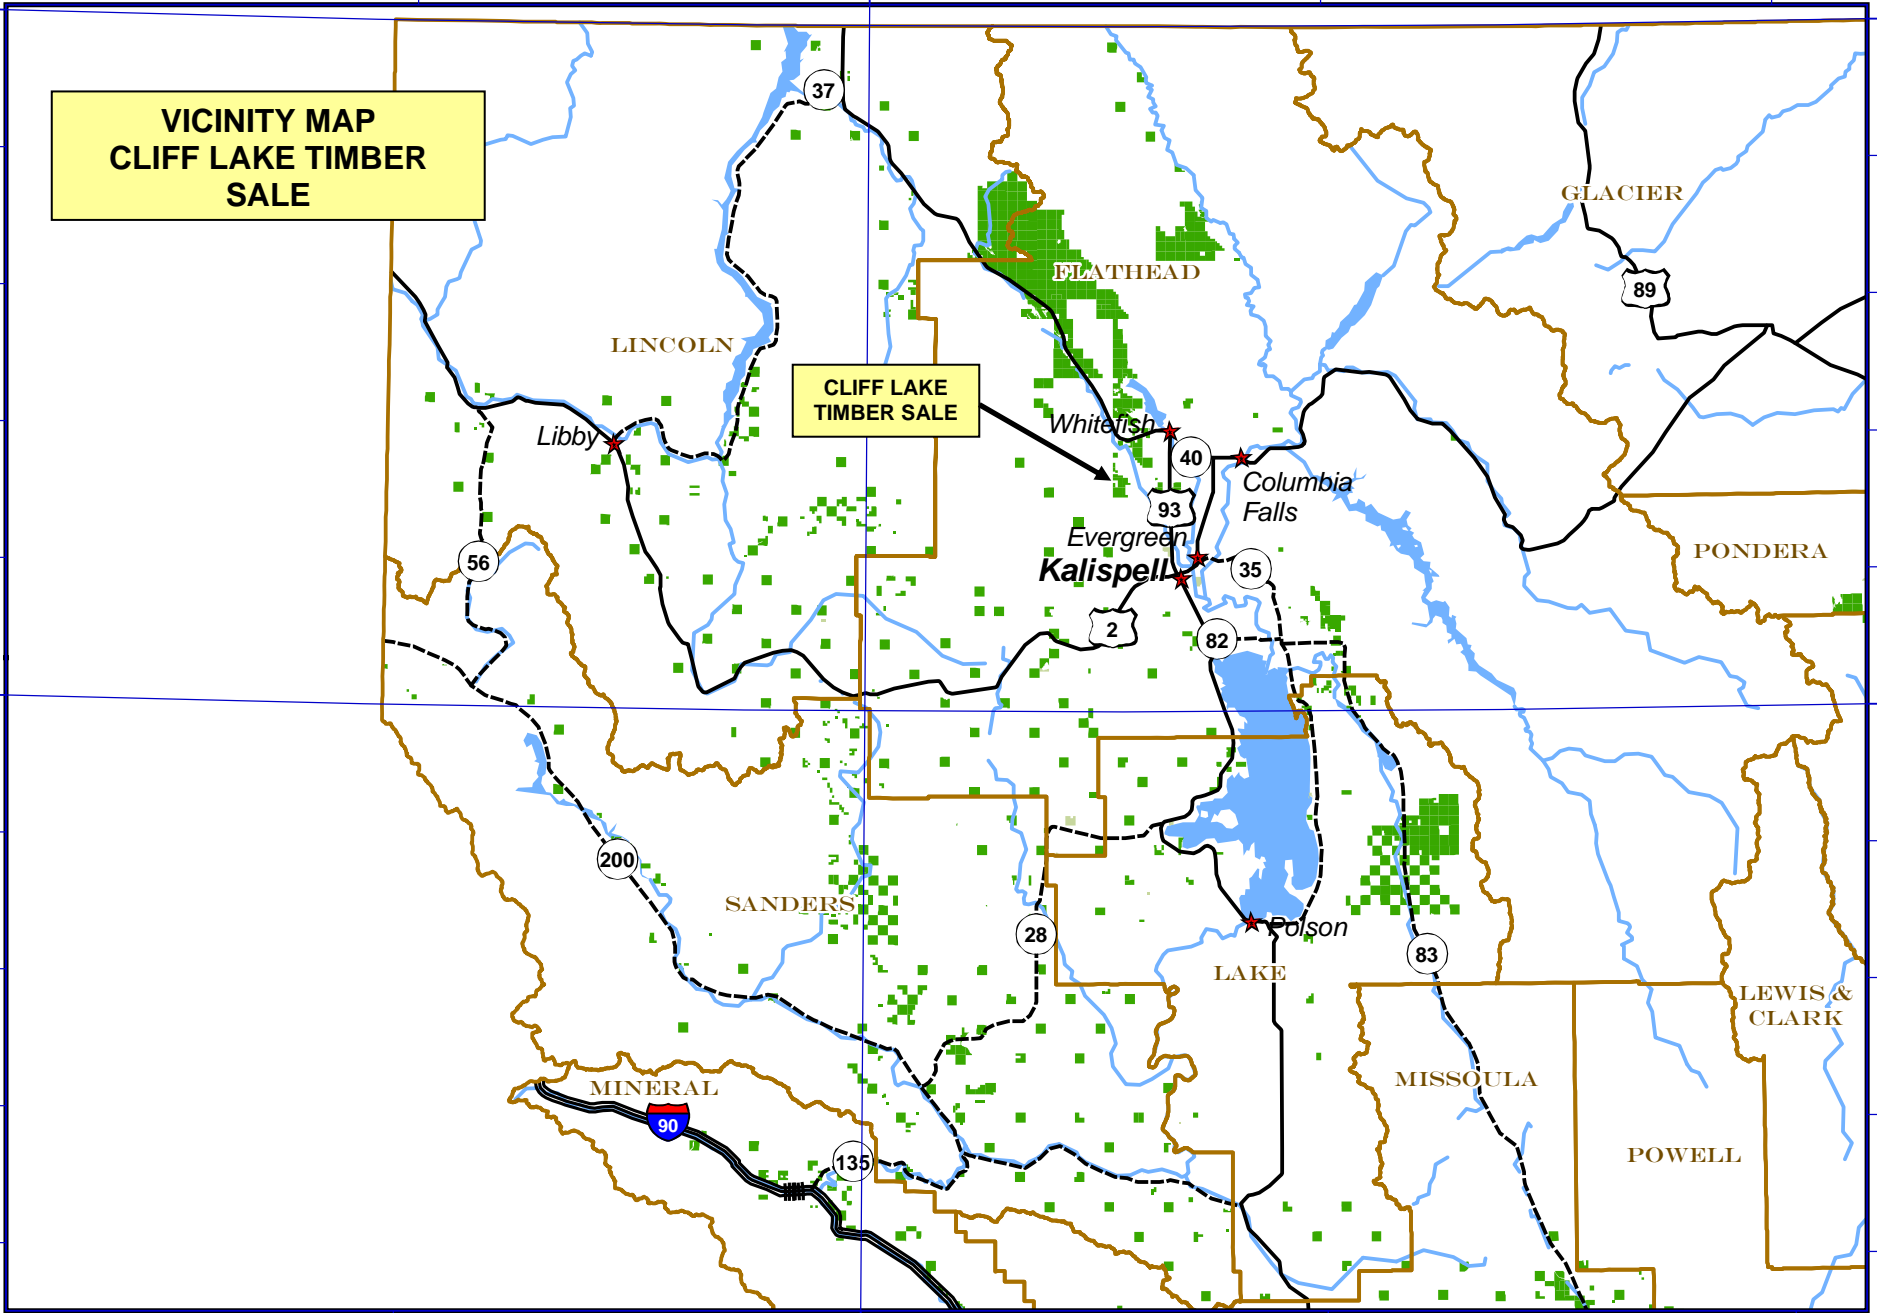 VICINITY MAP
CLIFF LAKE TIMBER
SALE
37
GLACIER
FLATHEAD
89
LINCOLN
CLIFF LAKE
TIMBER SALE
Whitefish
Libby
40
Columbia
Falls
93
Evergreen
PONDERA
56
Kalispell
35
2
82
200
SANDERS
28
Polson
83
LAKE
LEWIS &
CLARK
MINERAL
MISSOULA
90
POWELL
135